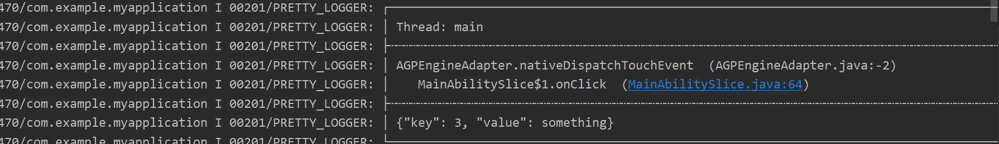 470/com.example.myapplication I 00201/PRETTY_LOGGER: ┌────────────────────────────────────────
470/com.example.myapplication I 00201/PRETTY_LOGGER: │ Thread: main
470/com.example.myapplication I 00201/PRETTY_LOGGER: ├┄┄┄┄┄┄┄┄┄┄┄┄┄┄┄┄┄┄┄┄┄┄┄┄┄┄┄┄┄┄┄┄┄┄┄┄┄┄┄┄
470/com.example.myapplication I 00201/PRETTY_LOGGER: │ AGPEngineAdapter.nativeDispatchTouchEvent  (AGPEngineAdapter.java:-2)
470/com.example.myapplication I 00201/PRETTY_LOGGER: │    MainAbilitySlice$1.onClick  (MainAbilitySlice.java:64)
470/com.example.myapplication I 00201/PRETTY_LOGGER: ├┄┄┄┄┄┄┄┄┄┄┄┄┄┄┄┄┄┄┄┄┄┄┄┄┄┄┄┄┄┄┄┄┄┄┄┄┄┄┄┄
470/com.example.myapplication I 00201/PRETTY_LOGGER: │ {"key": 3, "value": something}
470/com.example.myapplication I 00201/PRETTY_LOGGER: └────────────────────────────────────────